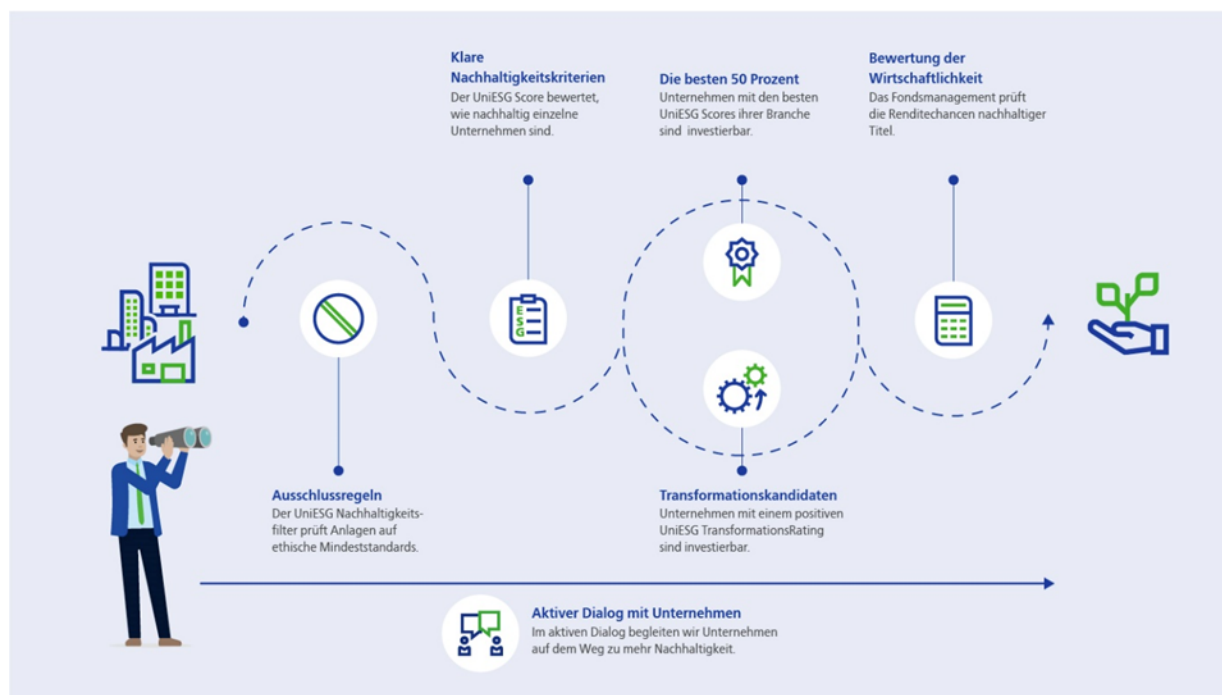 Klare
Nachhaltigkeitskriterien
Der UniESG Score bewertet,
wie nachhaltig einzelne
Unternehmen sind.
Die besten 50 Prozent
Unternehmen mit den besten
UniESG Scores ihrer Branche
sind investierbar.
Bewertung der
Wirtschaftlichkeit
Das Fondsmanagement prüft
die Renditechancen nachhaltiger
Titel.
ESG
Ausschlussregeln
Der UniESG Nachhaltigkeits-
filter prüft Anlagen auf
ethische Mindeststandards.
Transformationskandidaten
Unternehmen mit einem positiven
UniESG TransformationsRating
sind investierbar.
Aktiver Dialog mit Unternehmen
Im aktiven Dialog begleiten wir Unternehmen
auf dem Weg zu mehr Nachhaltigkeit.